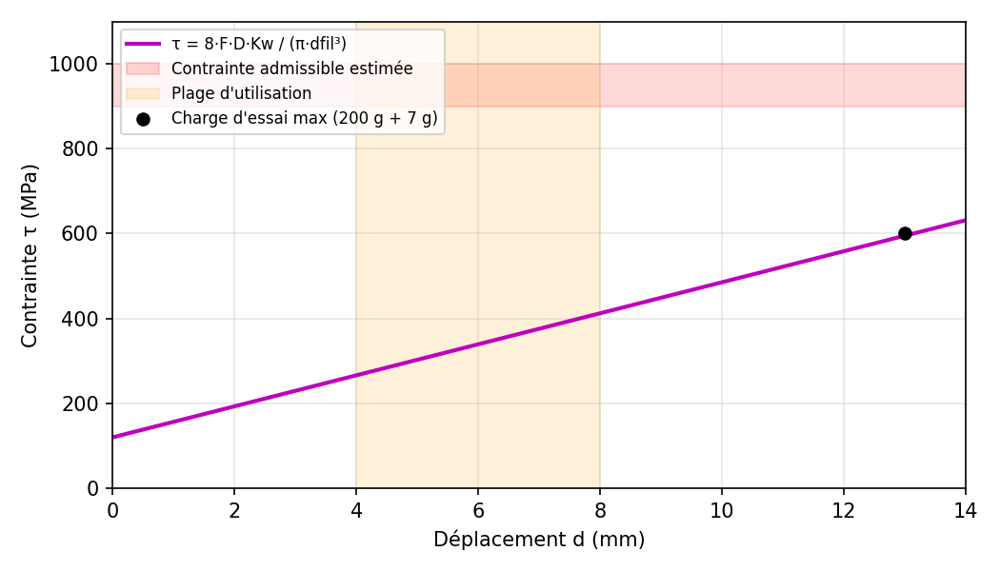 τ = 8·F·D·Kw / (π·dfil³)
Contrainte admissible estimée
Plage d'utilisation
Charge d'essai max (200 g + 7 g)
Contrainte τ (MPa)
1000
800
600
400
200
0
0 2 4 6 8 10 12 14
Déplacement d (mm)